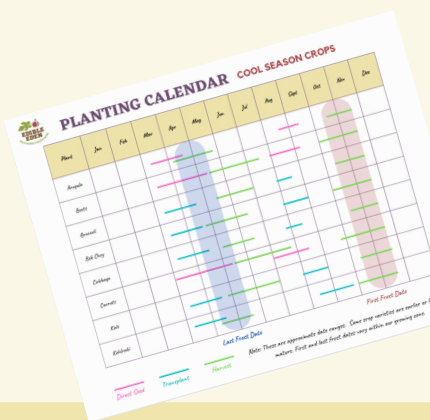 EDIBLE
EDEN
PLANTING CALENDAR
COOL SEASON CROPS
Plant Jan Feb Mar Apr May Jun Jul Aug Sept Oct Nov Dec
Arugula
Beets
Broccoli
Bok Choy
Cabbage
Carrots
Kale
Kohlrabi
Last Frost Date
First Frost Date
Direct Sow
Transplant
Harvest
Note: These are approximate date ranges. Some crop varieties are earlier or
mature. First and last frost dates vary within our growing zone.